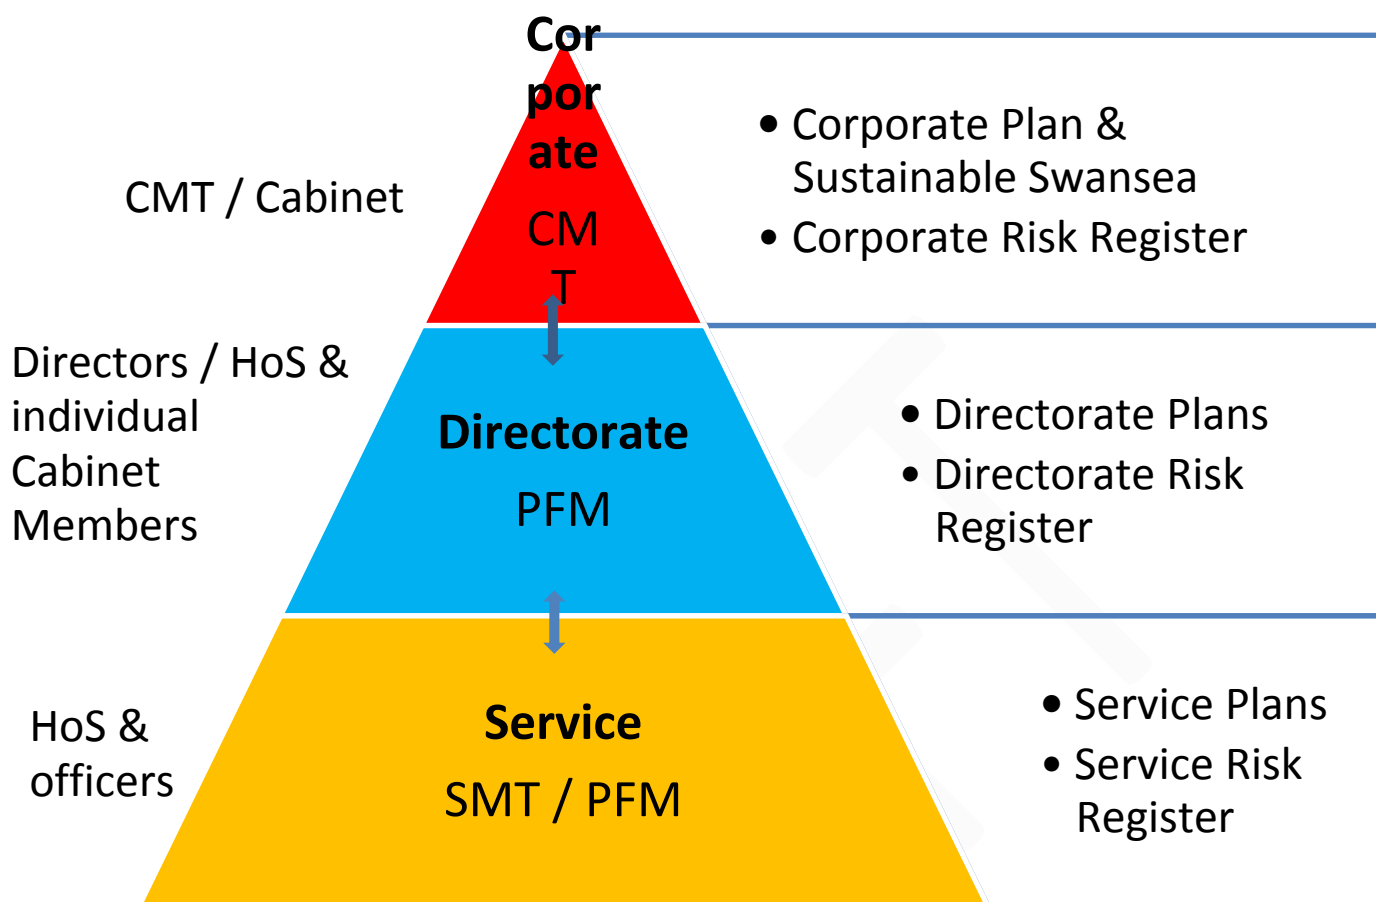 Cor
por
ate
CM
T
CMT / Cabinet
• Corporate Plan &
Sustainable Swansea
• Corporate Risk Register
Directors / HoS &
individual
Cabinet
Members
Directorate
PFM
• Directorate Plans
• Directorate Risk
Register
HoS &
officers
Service
SMT / PFM
• Service Plans
• Service Risk
Register